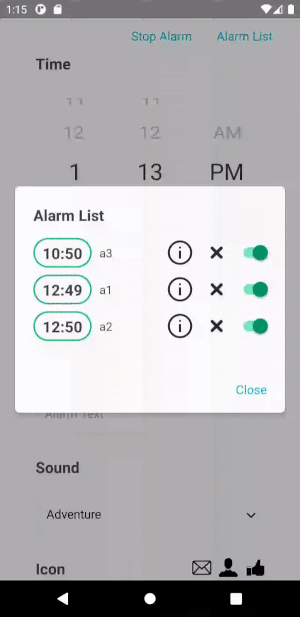 1:15
Stop Alarm Alarm List
Time
11 11
12 12 AM
1 13 PM
Alarm List
10:50 a3
12:49 a1
12:50 a2
Close
Alarm Text
Sound
Adventure
Icon